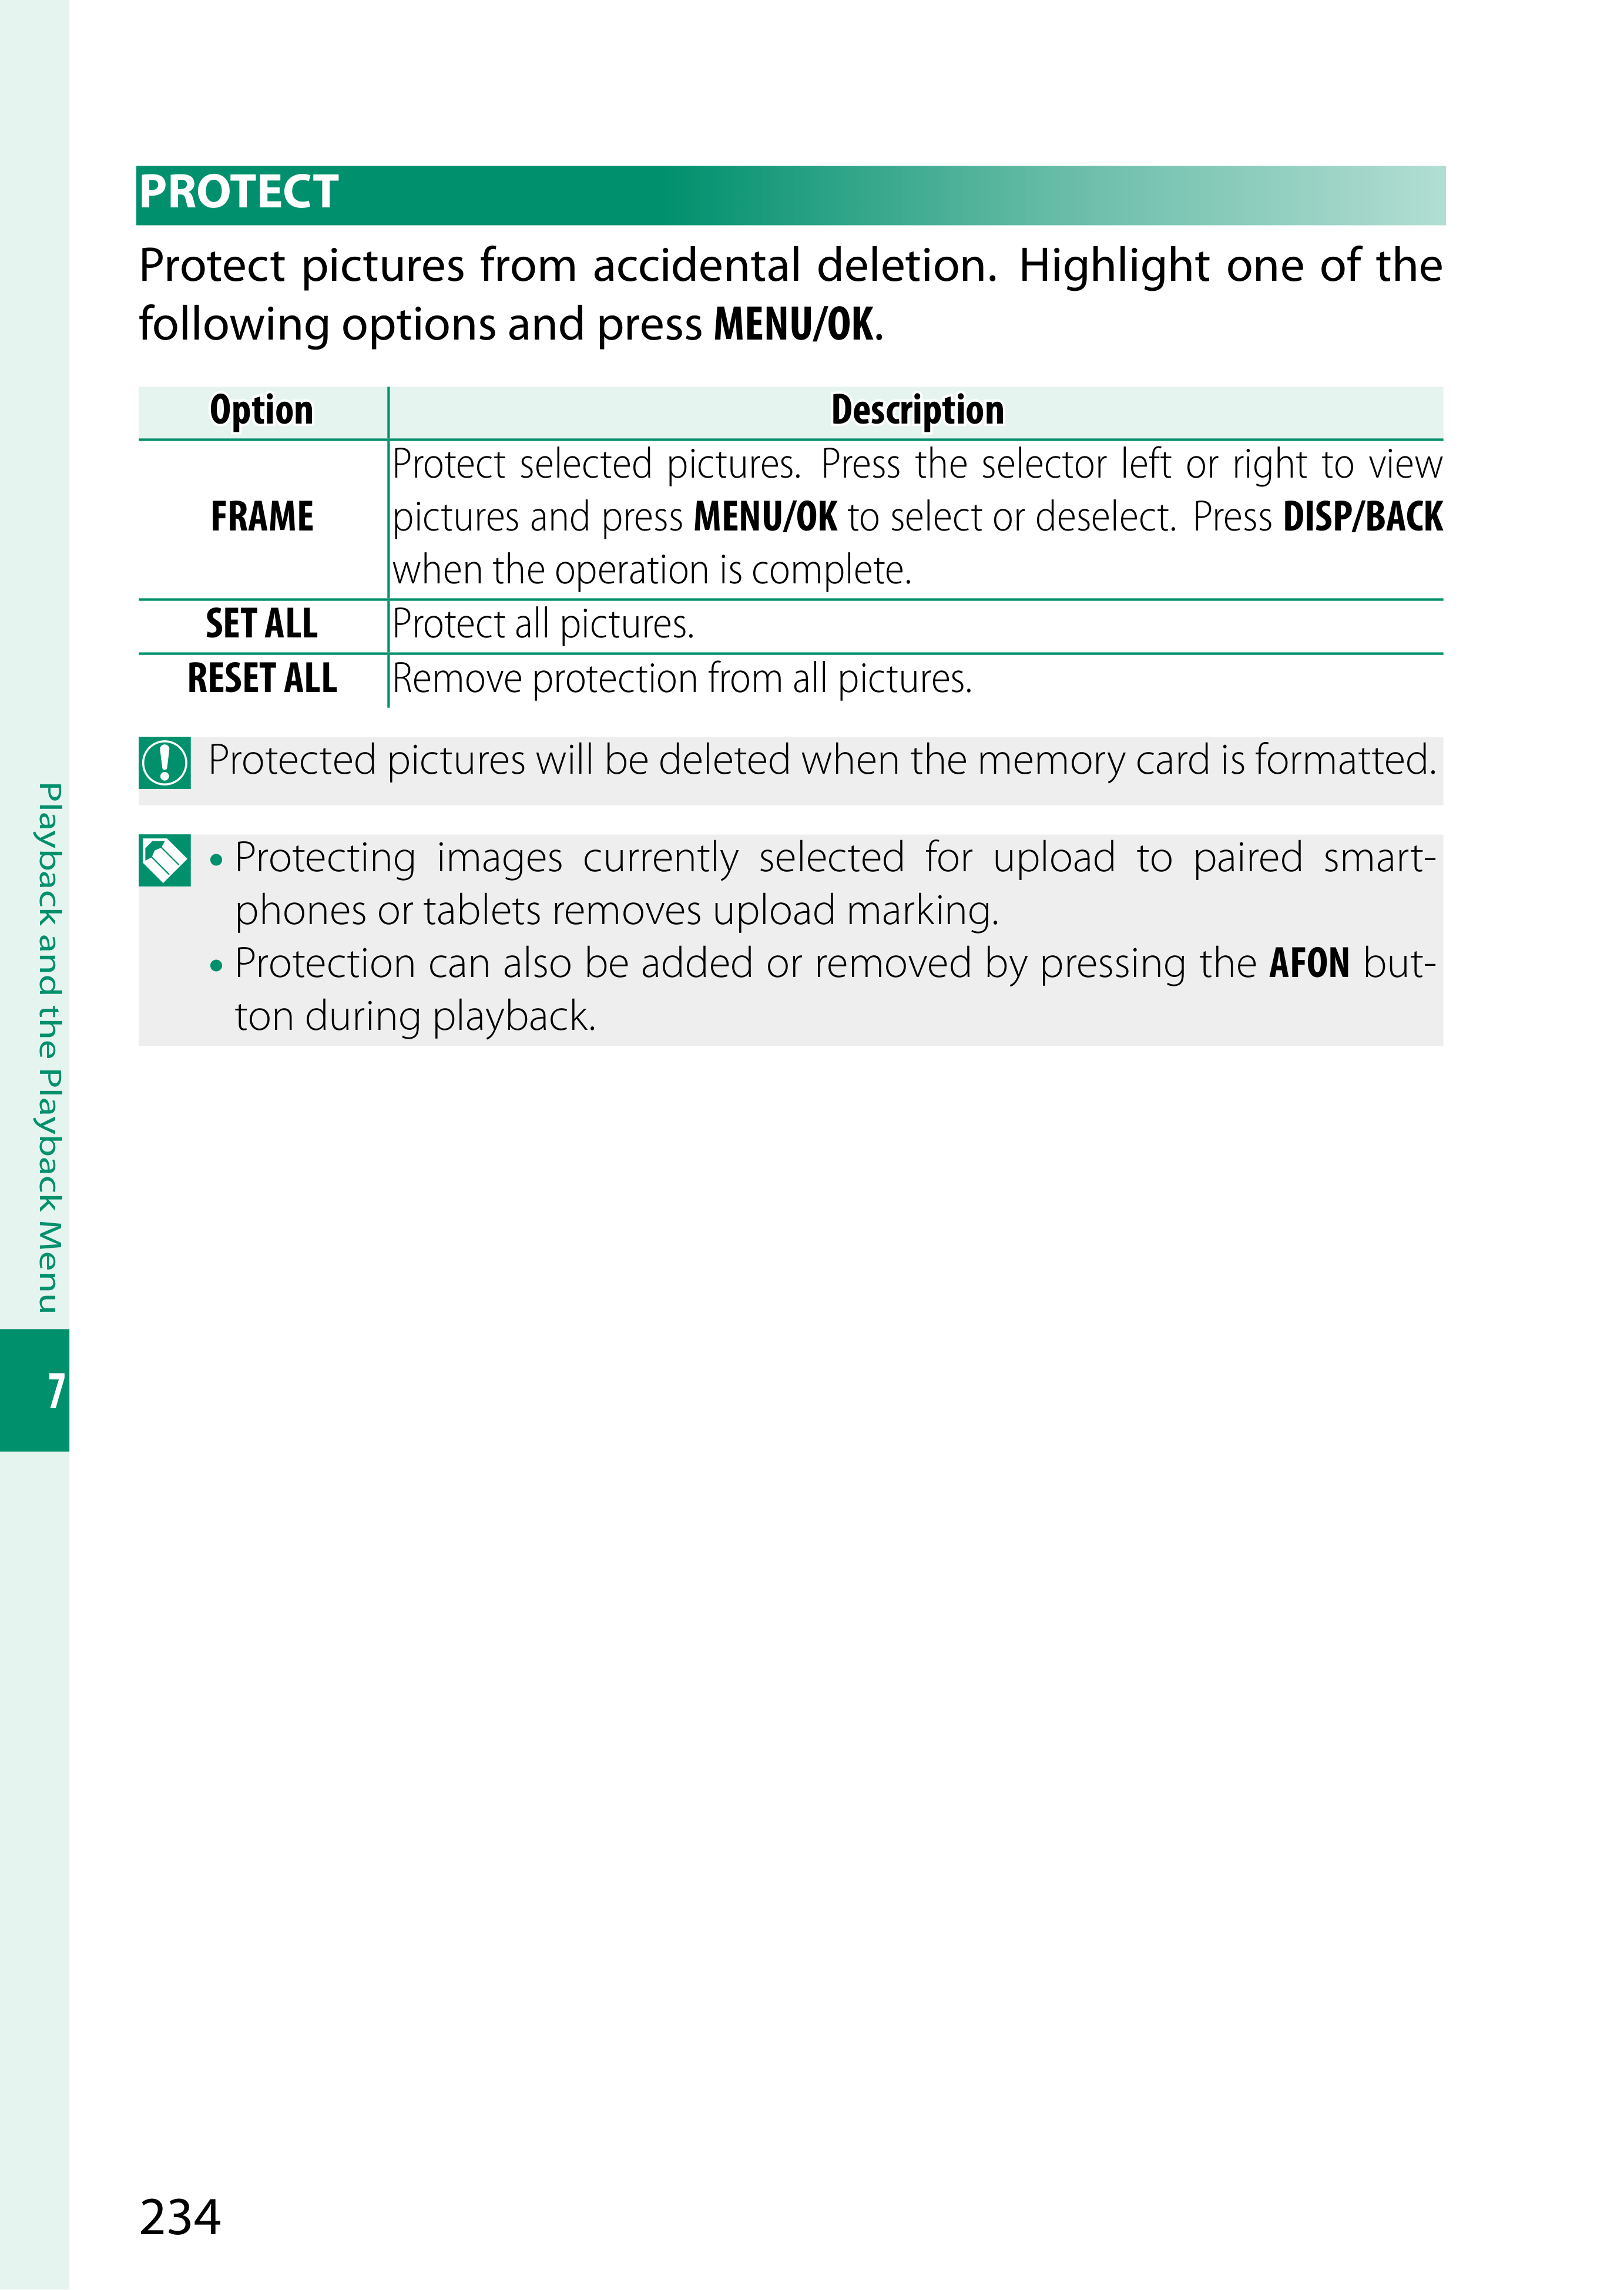 PROTECT
Protect pictures from accidental deletion. Highlight one of the
following options and press MENU/OK.
Option Description
FRAME
Protect selected pictures. Press the selector left or right to view
pictures and press MENU/OK to select or deselect. Press DISP/BACK
when the operation is complete.
SET ALL Protect all pictures.
RESET ALL Remove protection from all pictures.
Protected pictures will be deleted when the memory card is formatted.
• Protecting images currently selected for upload to paired smart-
phones or tablets removes upload marking.
• Protection can also be added or removed by pressing the AFON but-
ton during playback.
Playback and the Playback Menu
7
234